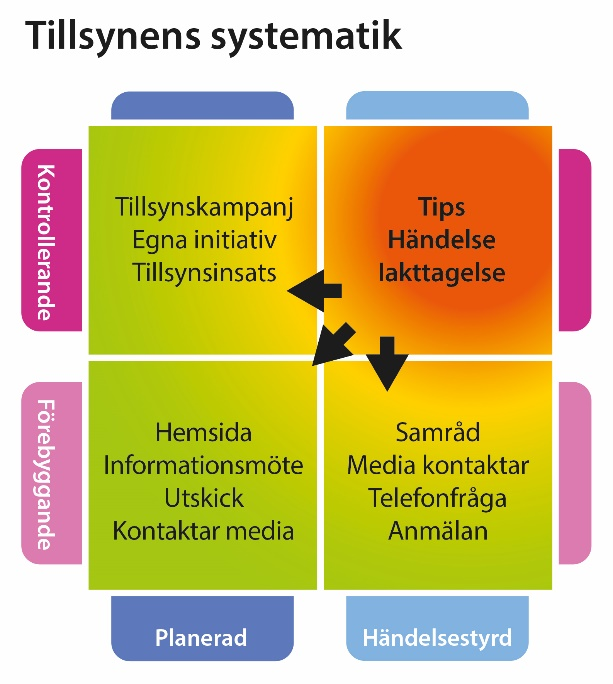 Tillsynens systematik
Kontrollerande
Tillsynskampanj
Egna initiativ
Tillsynsinsats
Tips
Händelse
Iakttagelse
Förebyggande
Hemsida
Informationsmöte
Utskick
Kontaktar media
Samråd
Media kontaktar
Telefonfråga
Anmälan
Planerad
Händelsestyrd